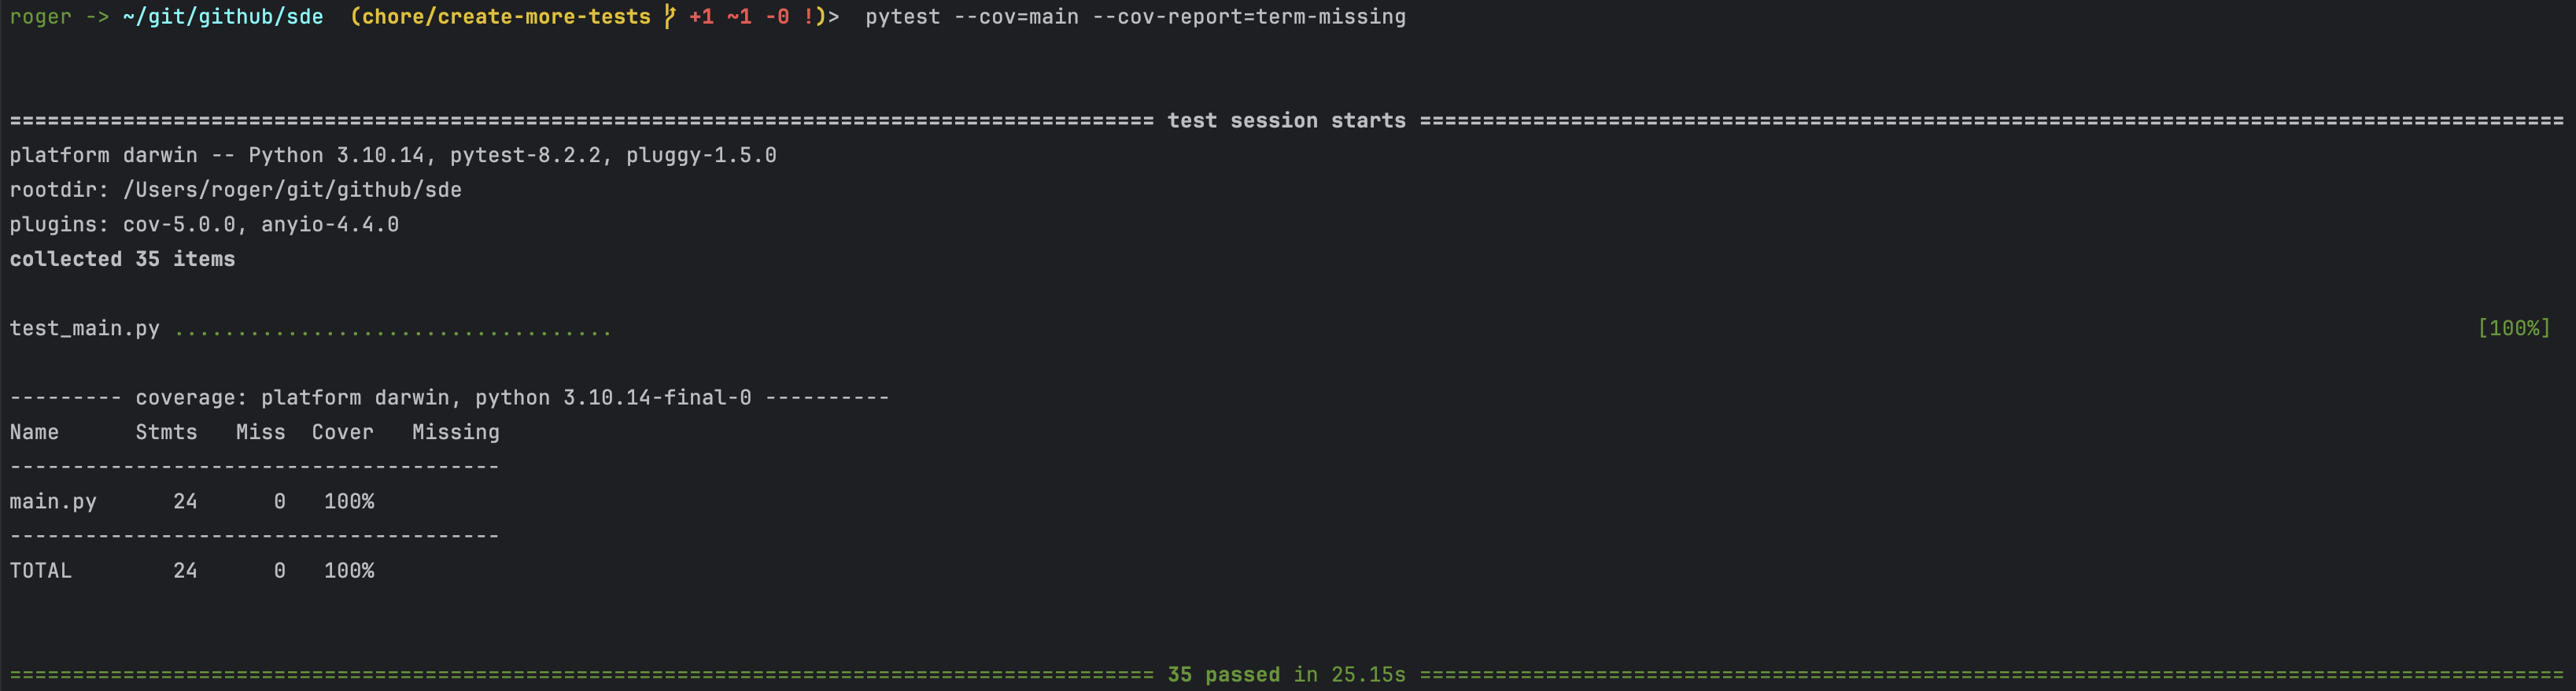 roger -> ~/git/github/sde (chore/create-more-tests +1 ~1 -0 !)> pytest --cov=main --cov-report=term-missing
=========================================================================================== test session starts ===========================================================================================
platform darwin -- Python 3.10.14, pytest-8.2.2, pluggy-1.5.0
rootdir: /Users/roger/git/github/sde
plugins: cov-5.0.0, anyio-4.4.0
collected 35 items
test_main.py ................................... [100%]
--------- coverage: platform darwin, python 3.10.14-final-0 ----------
Name      Stmts   Miss  Cover   Missing
---------------------------------------
main.py      24      0   100%
---------------------------------------
TOTAL        24      0   100%
=========================================================================================== 35 passed in 25.15s ===========================================================================================